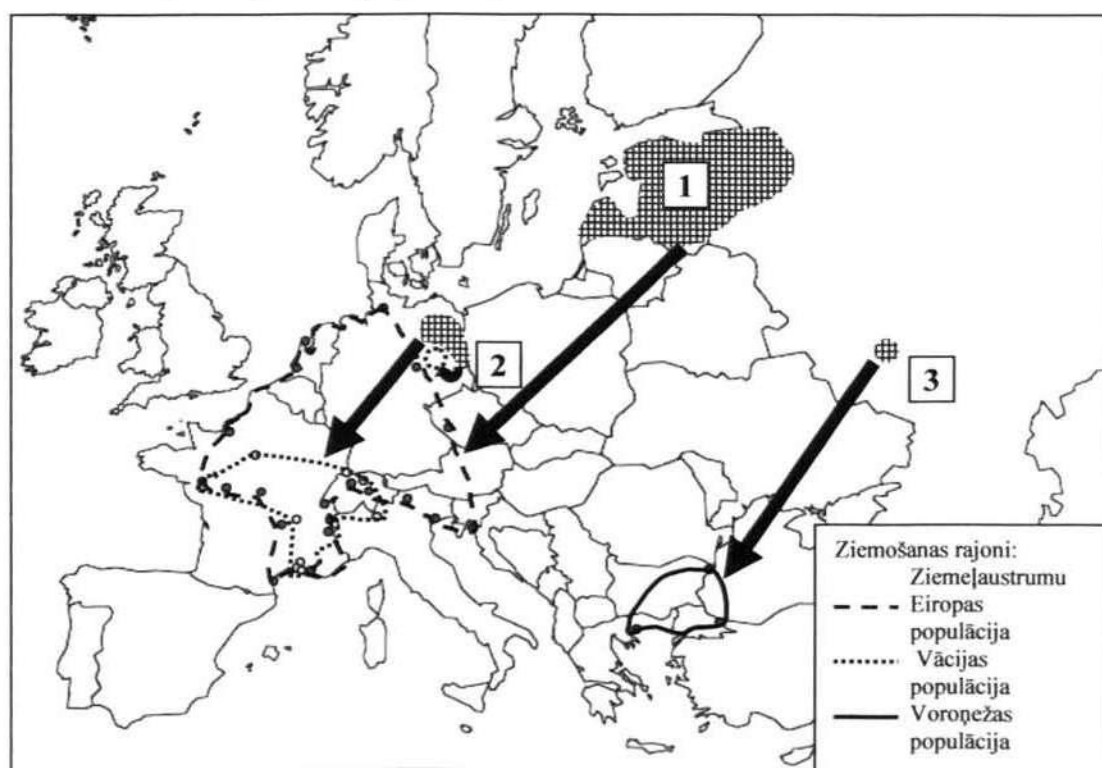 1
2
3
Ziemošanas rajoni:
Ziemeļaustrumu
Eiropas
populācija
Vācijas
populācija
Voroņežas
populācija